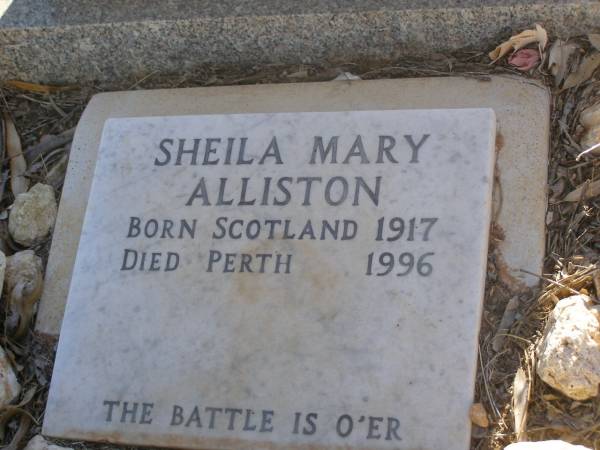 SHEILA MARY
ALLISTON
BORN SCOTLAND 1917
DIED PERTH 1996
THE BATTLE IS O'ER